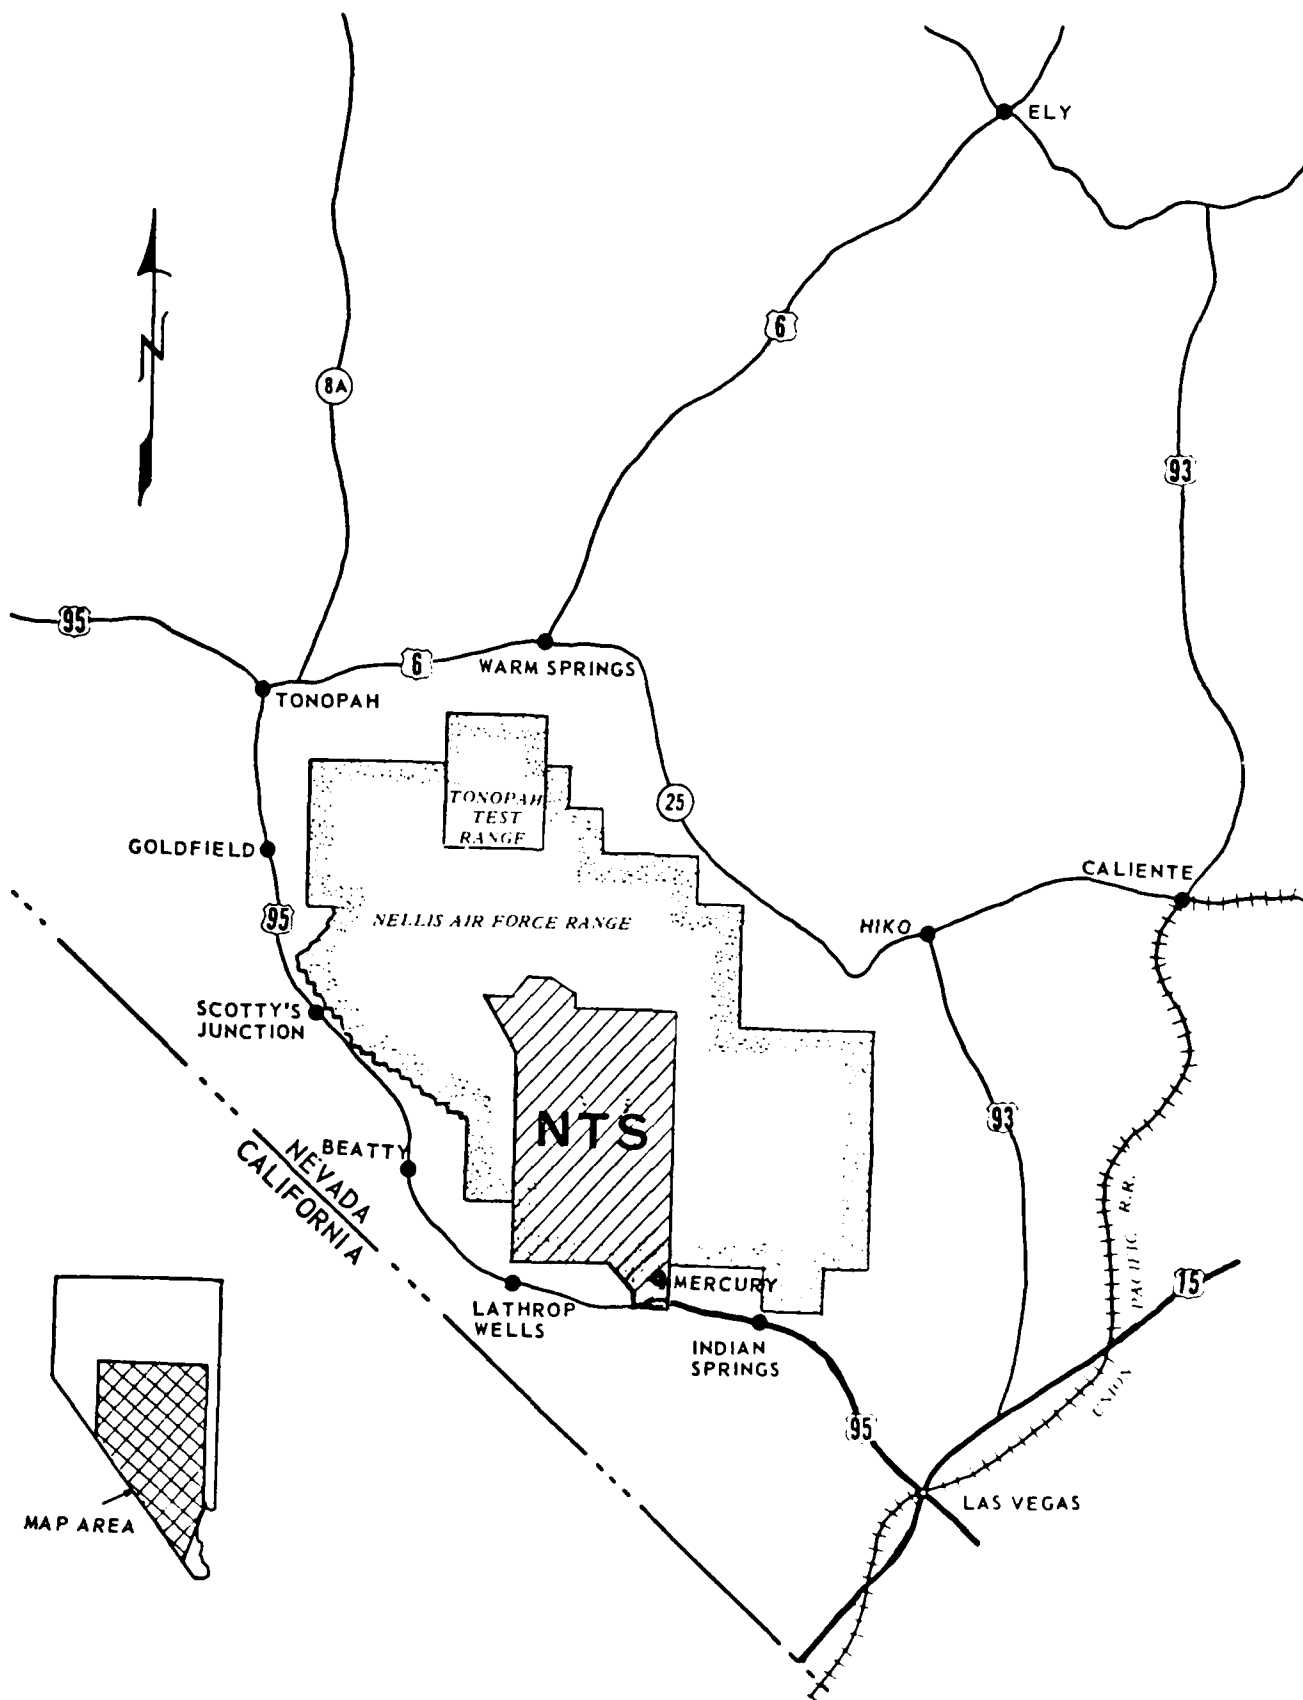 ELY
6
8A
93
95
6
WARM SPRINGS
TONOPAH
TONOPAH
TEST
RANGE
25
GOLDFIELD
CALIENTE
95
NELLIS AIR FORCE RANGE
HIKO
SCOTTY'S
JUNCTION
93
NTS
BEATTY
NEVADA
CALIFORNIA
UNION PACIFIC R.R.
MERCURY
15
LATHROP
WELLS
INDIAN
SPRINGS
95
LAS VEGAS
MAP AREA
N